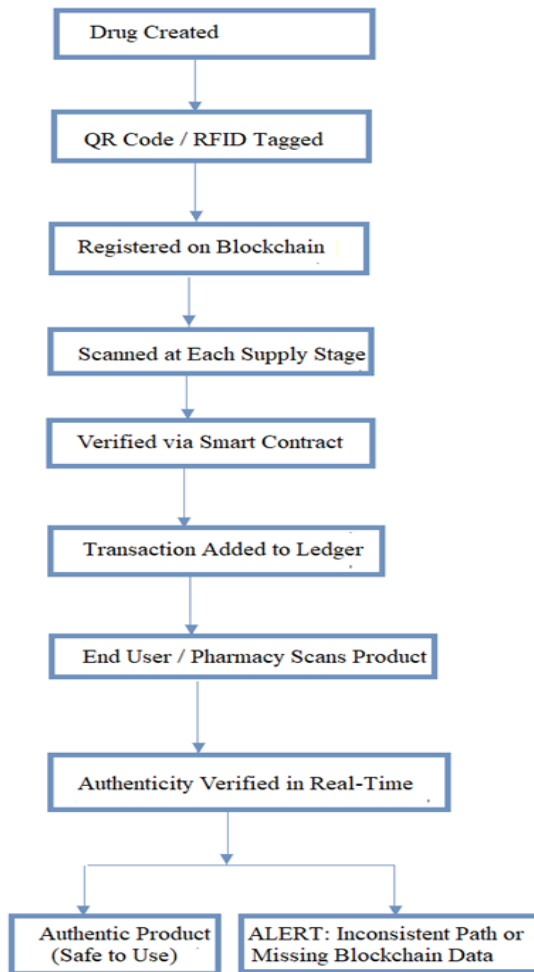 Drug Created
QR Code / RFID Tagged
Registered on Blockchain
Scanned at Each Supply Stage
Verified via Smart Contract
Transaction Added to Ledger
End User / Pharmacy Scans Product
Authenticity Verified in Real-Time
Authentic Product
(Safe to Use)
ALERT: Inconsistent Path or
Missing Blockchain Data